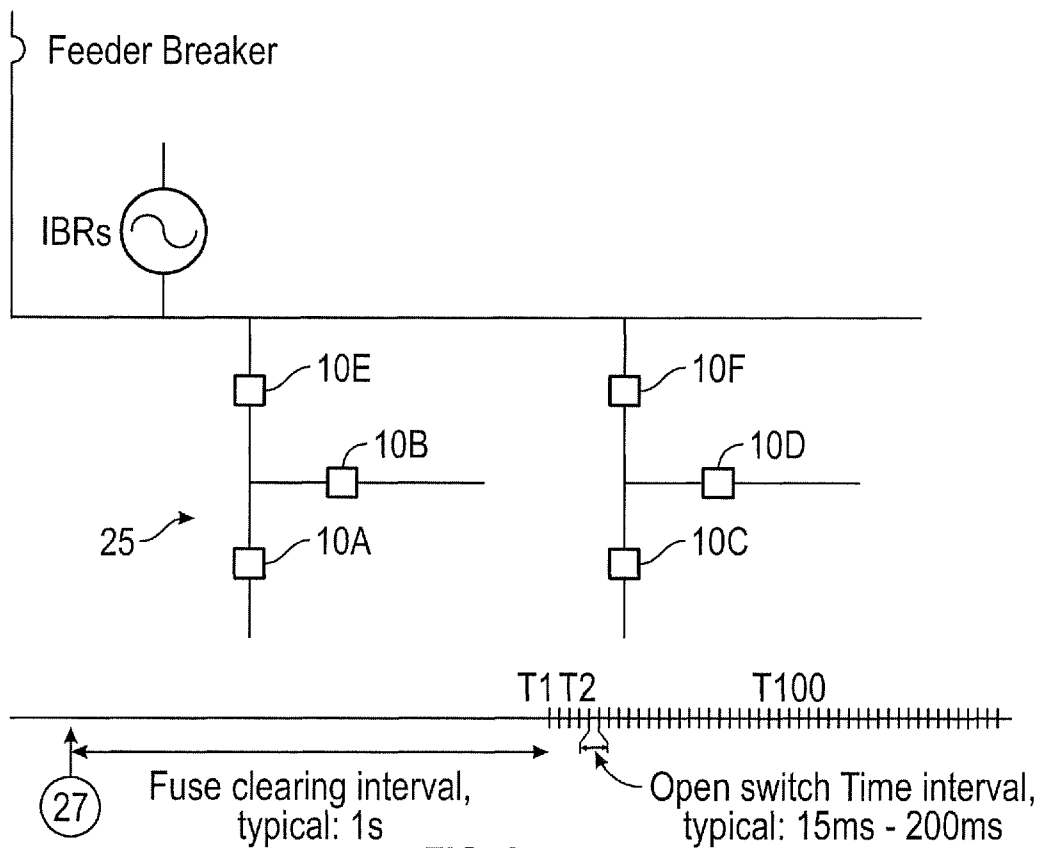 Feeder Breaker
IBRs
10E
10F
10B
10D
25
10A
10C
T1 T2
T100
27
Fuse clearing interval,
typical: 1s
Open switch Time interval,
typical: 15ms - 200ms